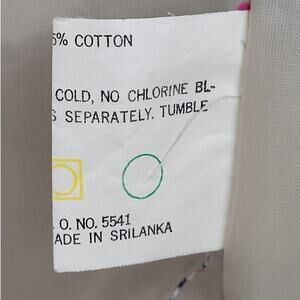 5% COTTON
COLD, NO CHLORINE BL-
S SEPARATELY. TUMBLE
O. NO. 5541
ADE IN SRILANKA